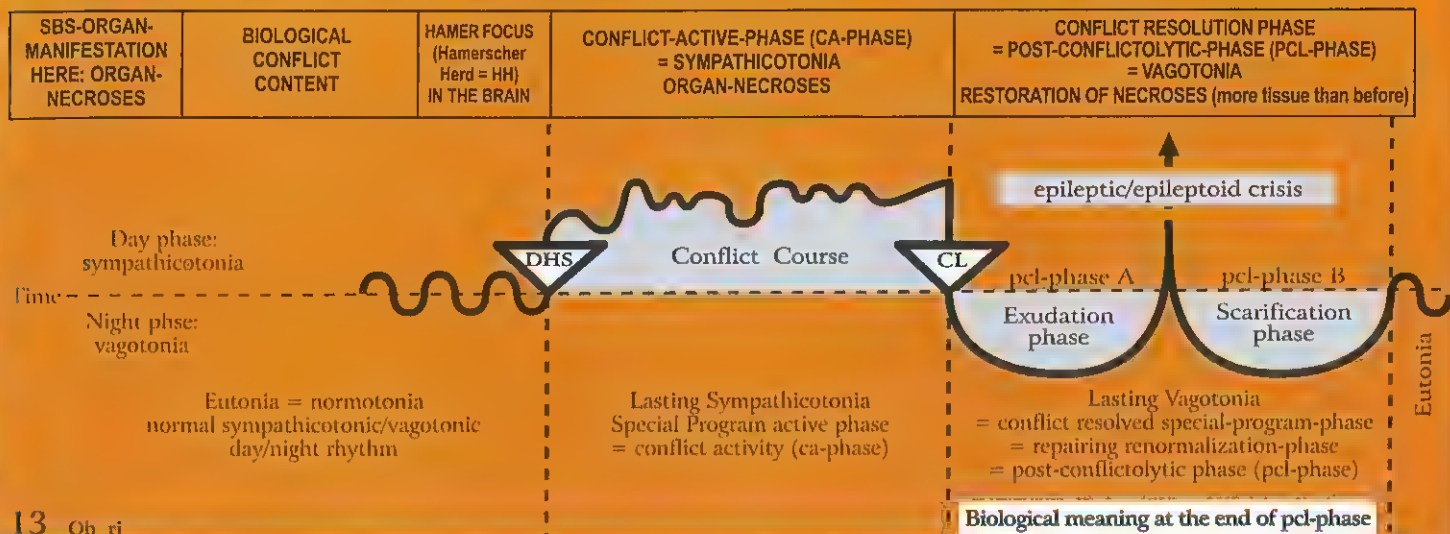 SBS-ORGAN-
MANIFESTATION
HERE: ORGAN-
NECROSES
BIOLOGICAL
CONFLICT
CONTENT
HAMER FOCUS
(Hamerscher
Herd = HH)
IN THE BRAIN
CONFLICT-ACTIVE-PHASE (CA-PHASE)
= SYMPATHICOTONIA
ORGAN-NECROSES
CONFLICT RESOLUTION PHASE
= POST-CONFLICTOLYTIC-PHASE (PCL-PHASE)
= VAGOTONIA
RESTORATION OF NECROSES (more tissue than before)
epileptic/epileptoid crisis
Day phase:
sympathicotonia
DHS
Conflict Course
CL
pcl-phase A
pcl-phase B
Time
Night phse:
vagotonia
Exudation
phase
Scarification
phase
Eutonia
Eutonia = normotonia
normal sympathicotonic/vagotonic
day/night rhythm
Lasting Sympathicotonia
Special Program active phase
= conflict activity (ca-phase)
Lasting Vagotonia
= conflict resolved special-program-phase
= repairing renormalization-phase
= post-conflictolytic phase (pcl-phase)
Biological meaning at the end of pcl-phase
13 Ob ri